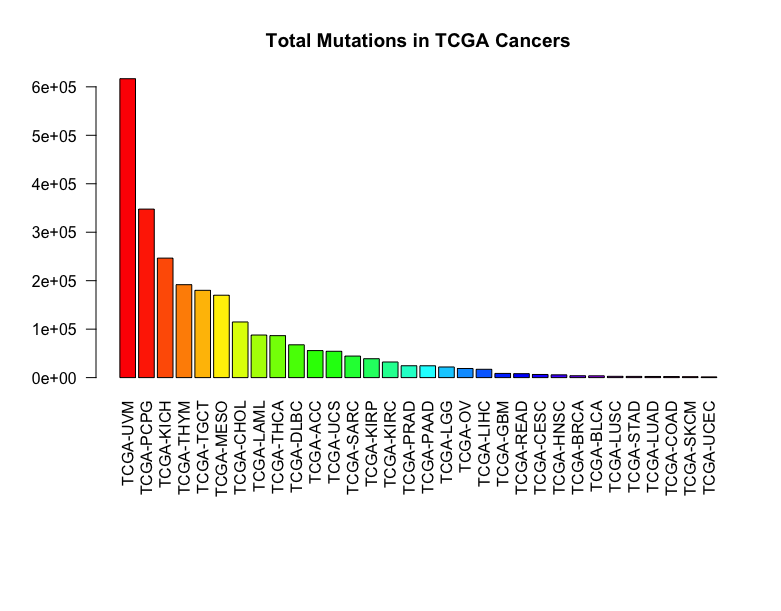 Total Mutations in TCGA Cancers
6e+05
5e+05
4e+05
3e+05
2e+05
1e+05
0e+00
TCGA-UVM
TCGA-PCPG
TCGA-KICH
TCGA-THYM
TCGA-TGCT
TCGA-MESO
TCGA-CHOL
TCGA-LAML
TCGA-THCA
TCGA-DLBC
TCGA-ACC
TCGA-UCS
TCGA-SARC
TCGA-KIRP
TCGA-KIRC
TCGA-PRAD
TCGA-PAAD
TCGA-LGG
TCGA-OV
TCGA-LIHC
TCGA-GBM
TCGA-READ
TCGA-CESC
TCGA-HNSC
TCGA-BRCA
TCGA-BLCA
TCGA-LUSC
TCGA-STAD
TCGA-LUAD
TCGA-COAD
TCGA-SKCM
TCGA-UCEC